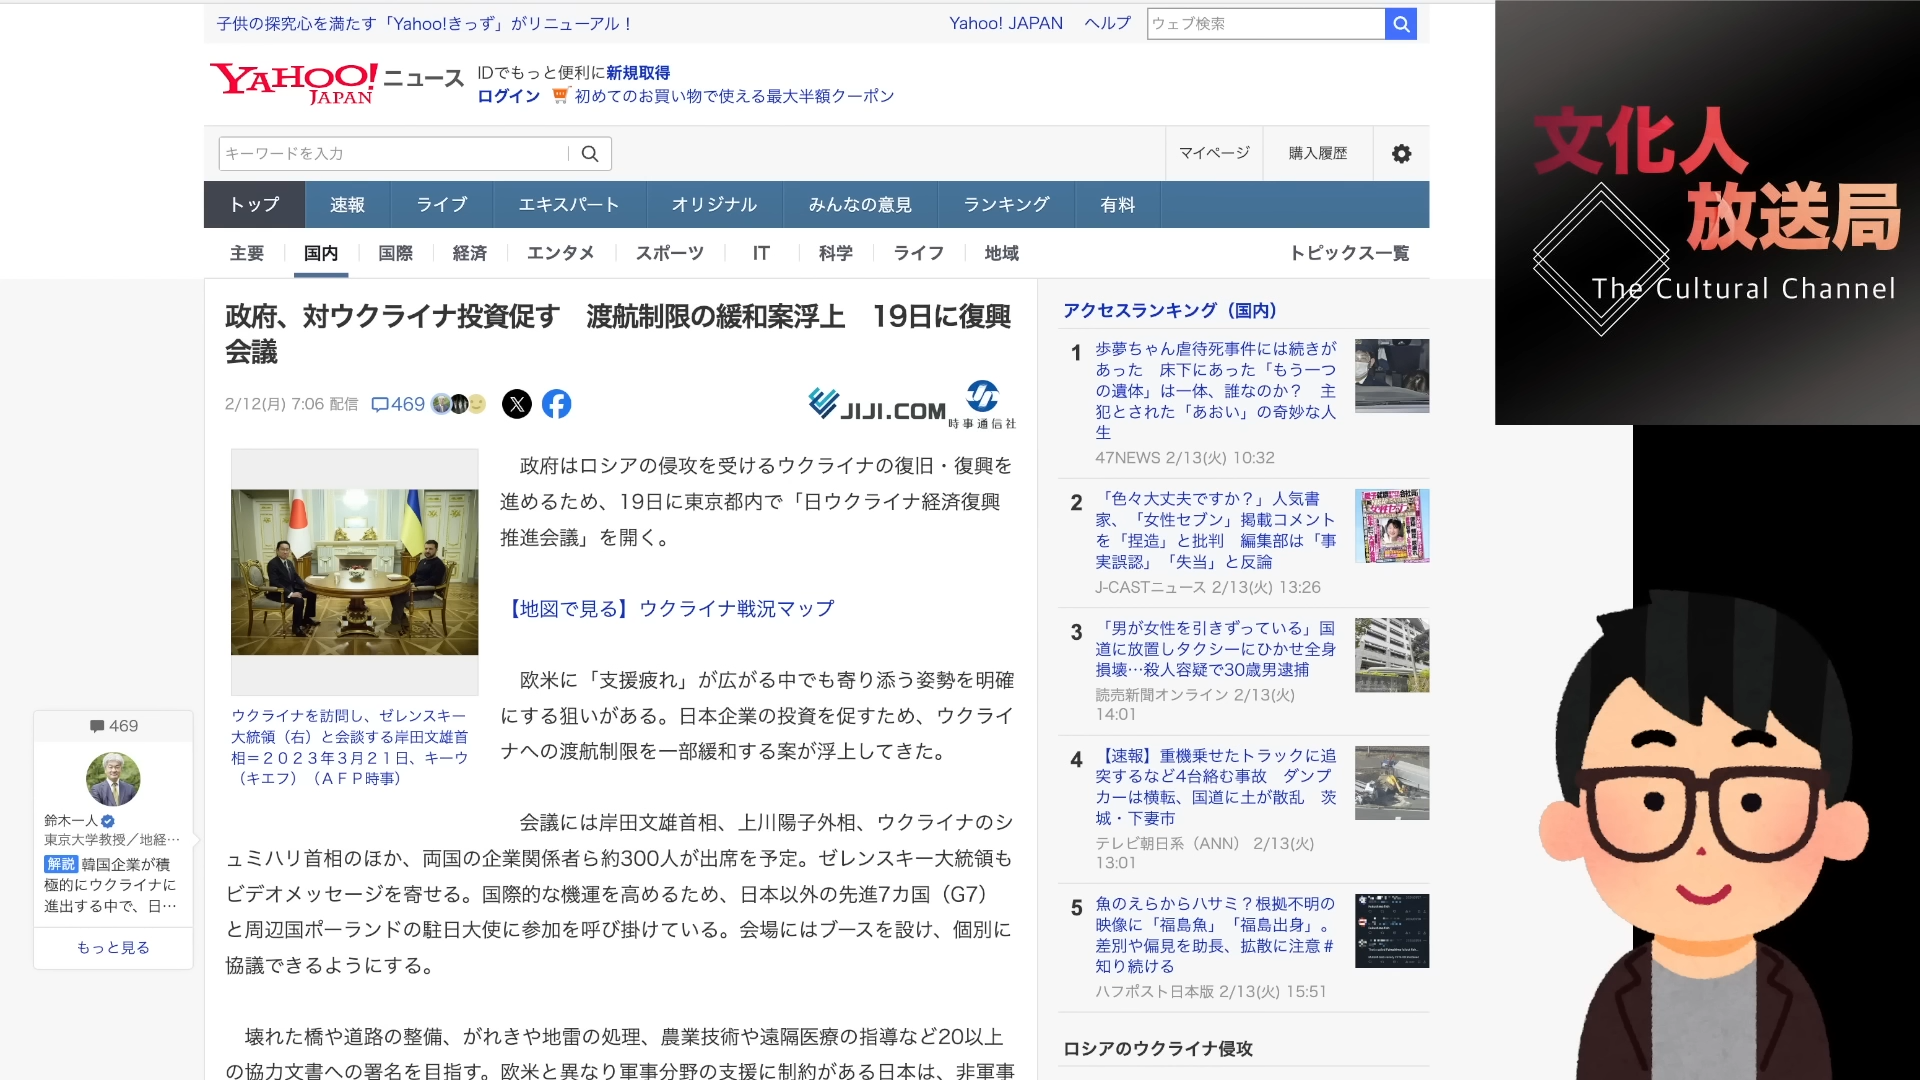 子供の探究心を満たす「Yahoo!きっず」がリニューアル！
Yahoo! JAPAN ヘルプ
ウェブ検索
YAHOO! JAPAN ニュース
IDでもっと便利に新規取得
ログイン 初めてのお買い物で使える最大半額クーポン
キーワードを入力
マイページ 購入履歴
トップ 速報 ライブ エキスパート オリジナル みんなの意見 ランキング 有料
主要 国内 国際 経済 エンタメ スポーツ IT 科学 ライフ 地域 トピックス一覧
政府、対ウクライナ投資促す　渡航制限の緩和案浮上　19日に復興
会議
2/12(月) 7:06 配信 469
JIJI.COM
時事通信社
政府はロシアの侵攻を受けるウクライナの復旧・復興を
進めるため、19日に東京都内で「日ウクライナ経済復興
推進会議」を開く。
【地図で見る】ウクライナ戦況マップ
欧米に「支援疲れ」が広がる中でも寄り添う姿勢を明確
にする狙いがある。日本企業の投資を促すため、ウクライ
ナへの渡航制限を一部緩和する案が浮上してきた。
ウクライナを訪問し、ゼレンスキー
大統領（右）と会談する岸田文雄首
相＝２０２３年３月２１日、キーウ
（キエフ）（ＡＦＰ時事）
会議には岸田文雄首相、上川陽子外相、ウクライナのシ
ュミハリ首相のほか、両国の企業関係者ら約300人が出席を予定。ゼレンスキー大統領も
ビデオメッセージを寄せる。国際的な機運を高めるため、日本以外の先進7カ国（G7）
と周辺国ポーランドの駐日大使に参加を呼び掛けている。会場にはブースを設け、個別に
協議できるようにする。
壊れた橋や道路の整備、がれきや地雷の処理、農業技術や遠隔医療の指導など20以上
の協力文書への署名を目指す。欧米と異なり軍事分野の支援に制約がある日本は、非軍事
469
鈴木一人
東京大学教授／地経…
解説 韓国企業が積
極的にウクライナに
進出する中で、日…
もっと見る
アクセスランキング（国内）
1
歩夢ちゃん虐待死事件には続きが
あった　床下にあった「もう一つ
の遺体」は一体、誰なのか？　主
犯とされた「あおい」の奇妙な人
生
47NEWS 2/13(火) 10:32
2
「色々大丈夫ですか？」人気書
家、「女性セブン」掲載コメント
を「捏造」と批判　編集部は「事
実誤認」「失当」と反論
J-CASTニュース 2/13(火) 13:26
3
「男が女性を引きずっている」国
道に放置しタクシーにひかせ全身
損壊…殺人容疑で30歳男逮捕
読売新聞オンライン 2/13(火)
14:01
4
【速報】重機乗せたトラックに追
突するなど4台絡む事故　ダンプ
カーは横転、国道に土が散乱　茨
城・下妻市
テレビ朝日系（ANN） 2/13(火)
13:01
5
魚のえらからハサミ？根拠不明の
映像に「福島魚」「福島出身」。
差別や偏見を助長、拡散に注意＃
知り続ける
ハフポスト日本版 2/13(火) 15:51
ロシアのウクライナ侵攻
文化人
放送局
The Cultural Channel